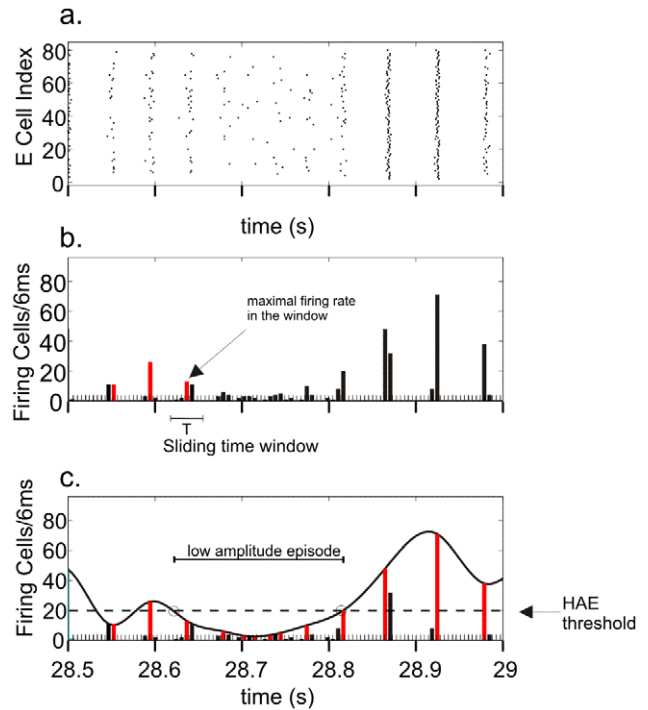 a.
E Cell Index
80
60
40
20
0
time (s)
b.
Firing Cells/6ms
80
60
40
20
0
maximal firing rate
in the window
T
Sliding time window
c.
Firing Cells/6ms
80
60
40
20
0
low amplitude episode
HAE
threshold
28.5 28.6 28.7 28.8 28.9 29
time (s)